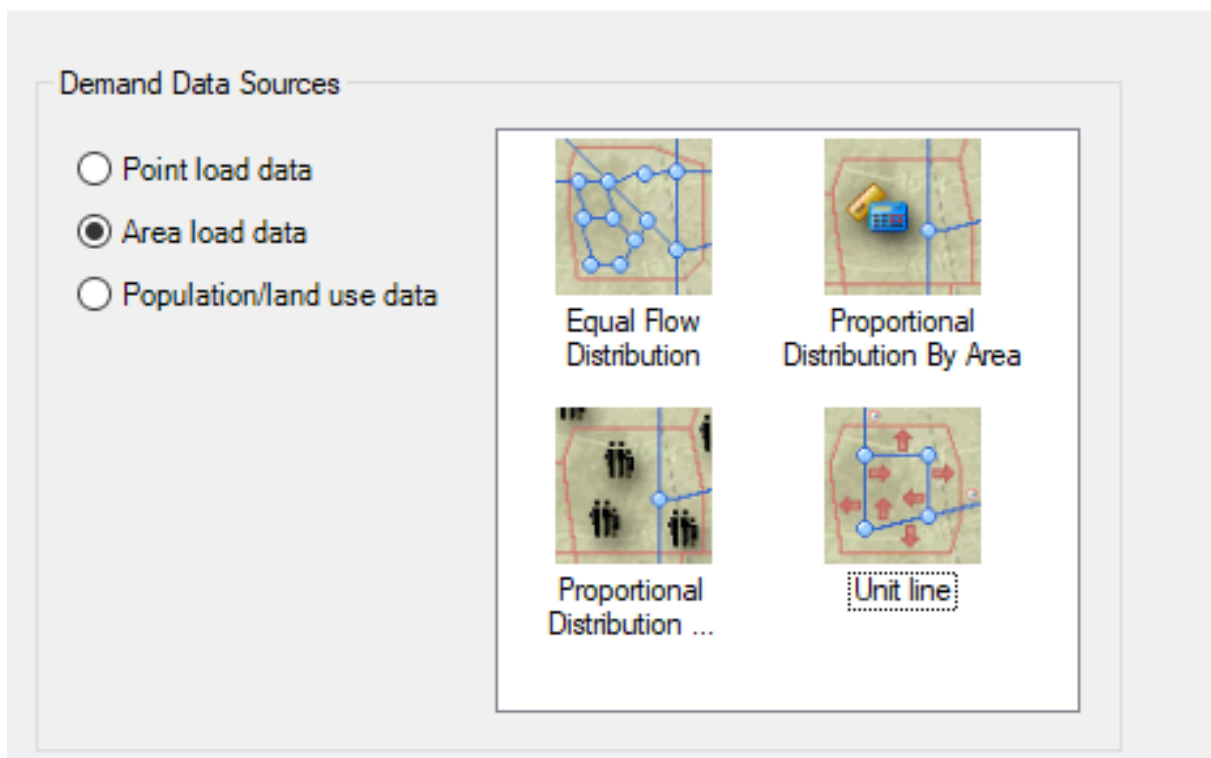 Demand Data Sources
Point load data
Area load data
Population/land use data
Equal Flow
Distribution
Proportional
Distribution By Area
Proportional
Distribution ...
Unit line